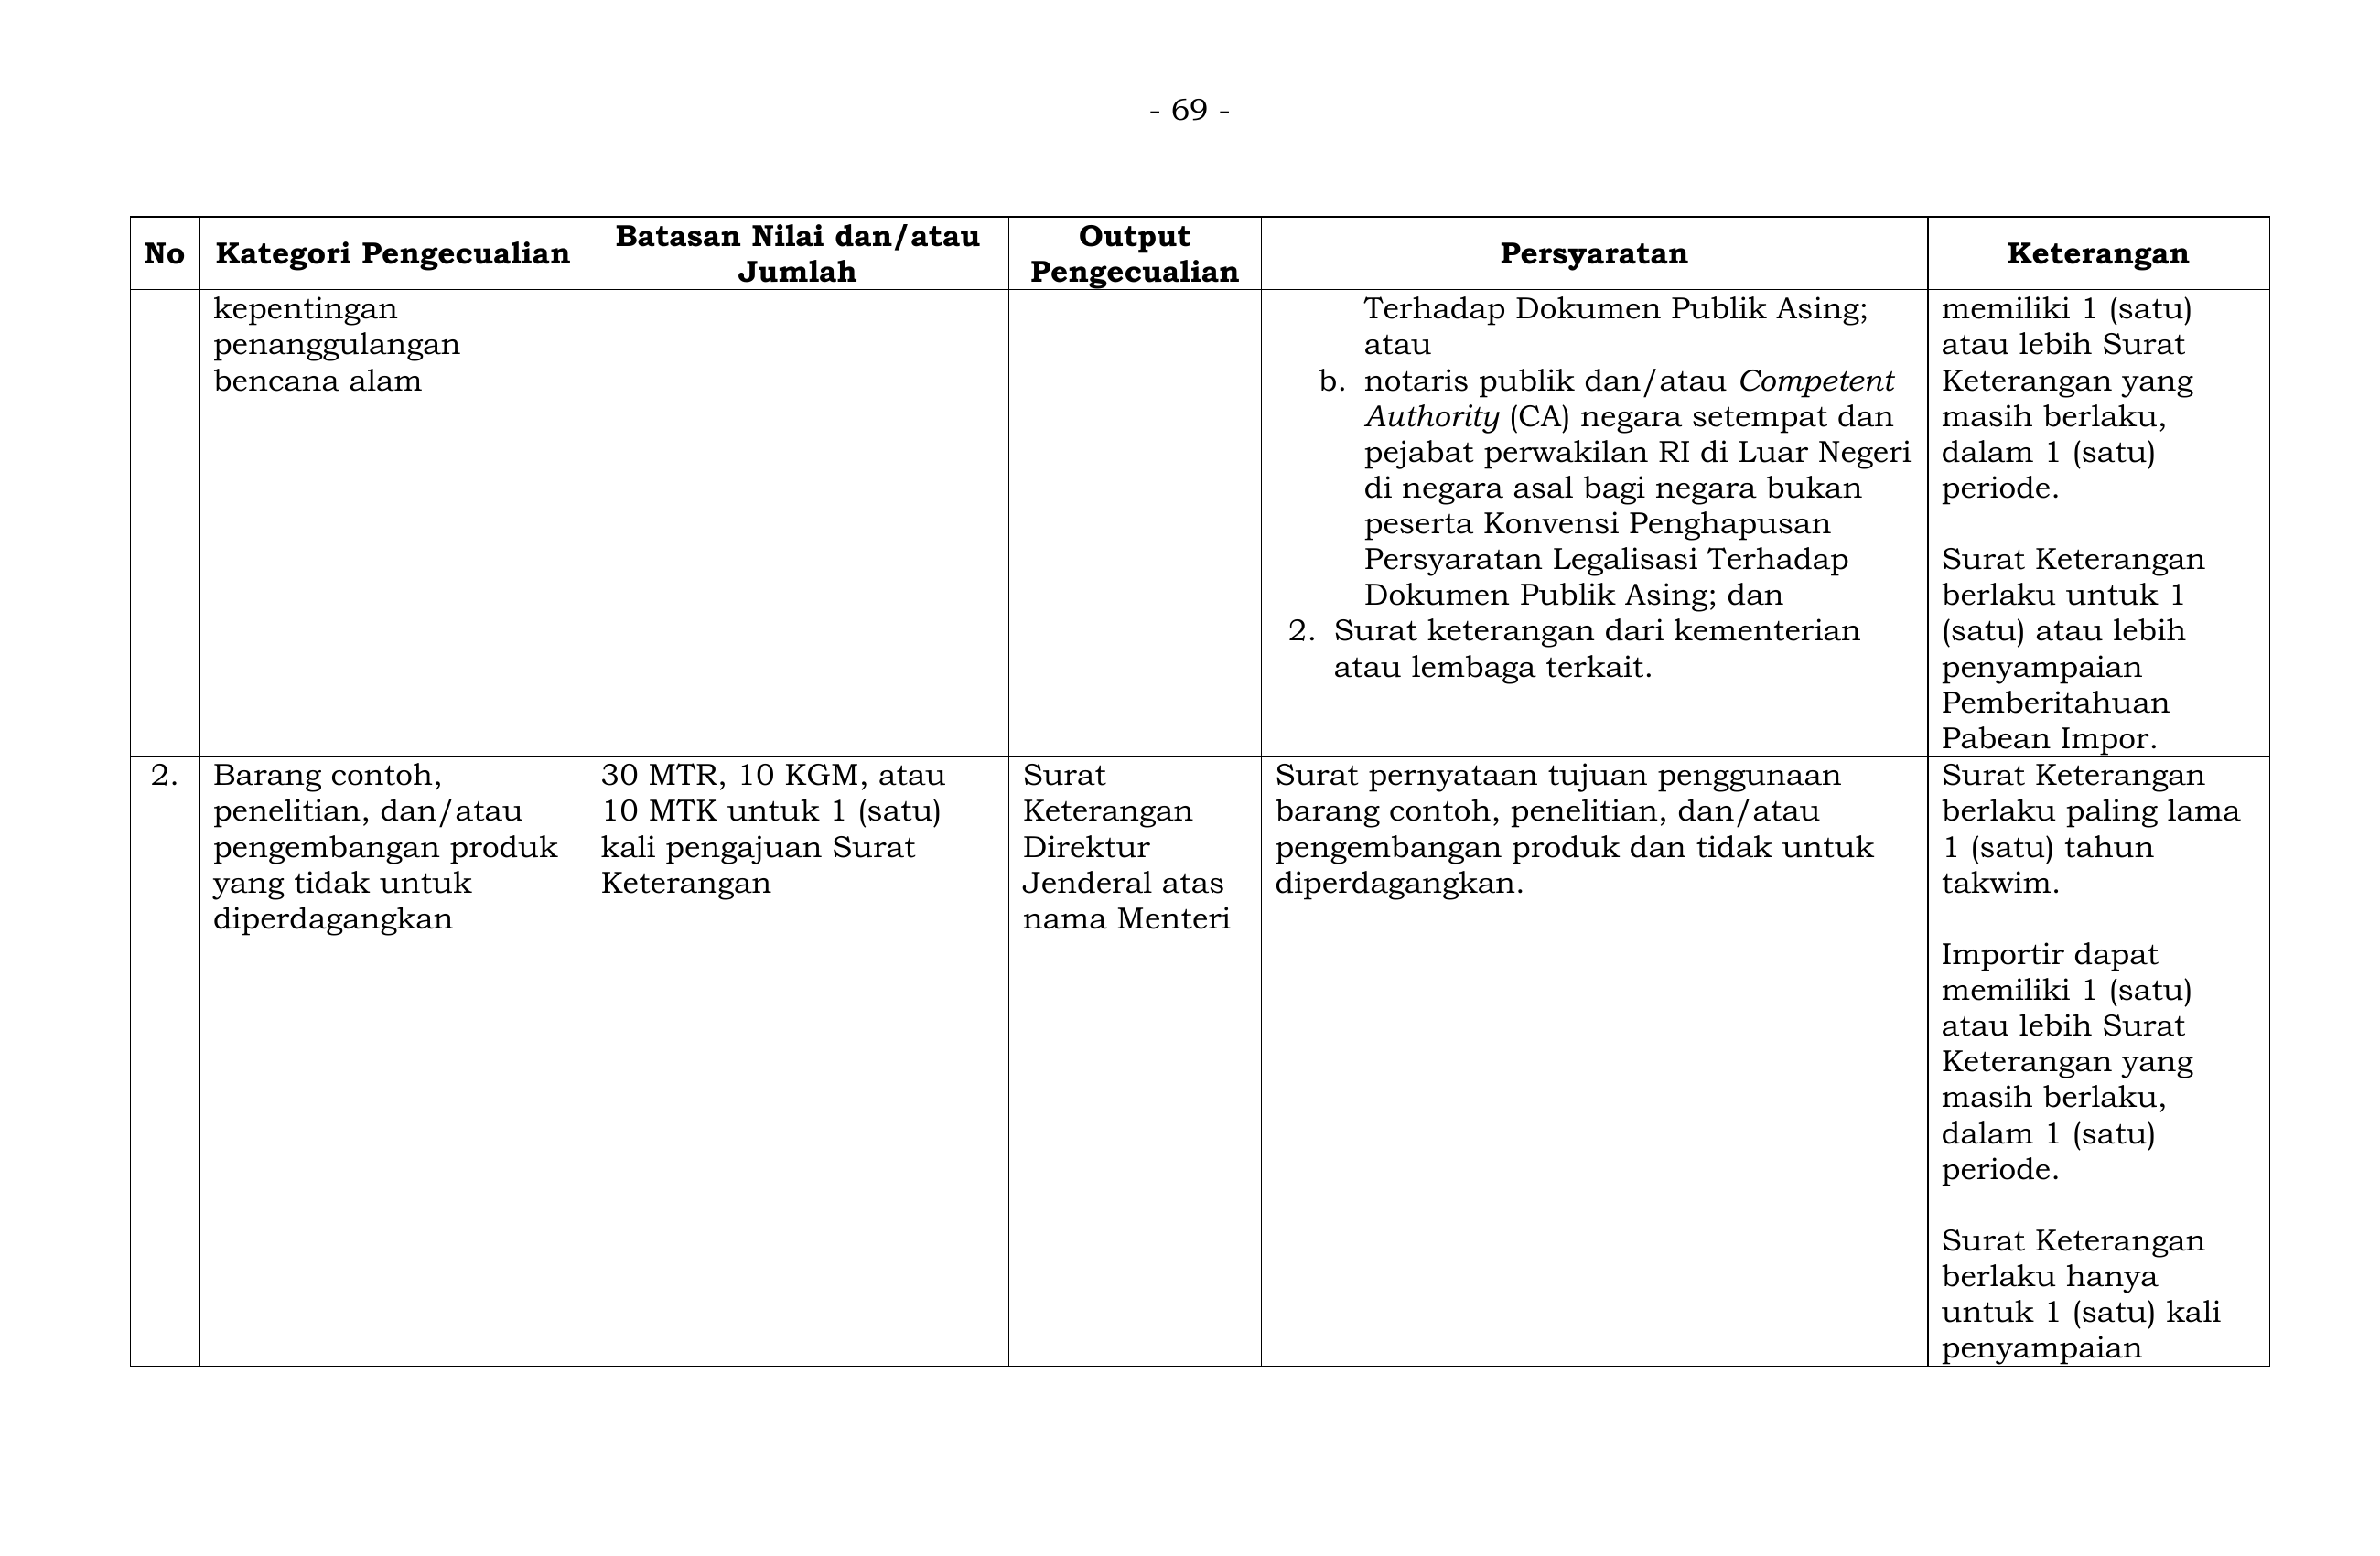 - 69 -
No
Kategori Pengecualian
Batasan Nilai dan/atau
Jumlah
Output
Pengecualian
Persyaratan
Keterangan
kepentingan
penanggulangan
bencana alam
Terhadap Dokumen Publik Asing;
atau
b. notaris publik dan/atau Competent
Authority (CA) negara setempat dan
pejabat perwakilan RI di Luar Negeri
di negara asal bagi negara bukan
peserta Konvensi Penghapusan
Persyaratan Legalisasi Terhadap
Dokumen Publik Asing; dan
2. Surat keterangan dari kementerian
atau lembaga terkait.
memiliki 1 (satu)
atau lebih Surat
Keterangan yang
masih berlaku,
dalam 1 (satu)
periode.
Surat Keterangan
berlaku untuk 1
(satu) atau lebih
penyampaian
Pemberitahuan
Pabean Impor.
2.
Barang contoh,
penelitian, dan/atau
pengembangan produk
yang tidak untuk
diperdagangkan
30 MTR, 10 KGM, atau
10 MTK untuk 1 (satu)
kali pengajuan Surat
Keterangan
Surat
Keterangan
Direktur
Jenderal atas
nama Menteri
Surat pernyataan tujuan penggunaan
barang contoh, penelitian, dan/atau
pengembangan produk dan tidak untuk
diperdagangkan.
Surat Keterangan
berlaku paling lama
1 (satu) tahun
takwim.
Importir dapat
memiliki 1 (satu)
atau lebih Surat
Keterangan yang
masih berlaku,
dalam 1 (satu)
periode.
Surat Keterangan
berlaku hanya
untuk 1 (satu) kali
penyampaian